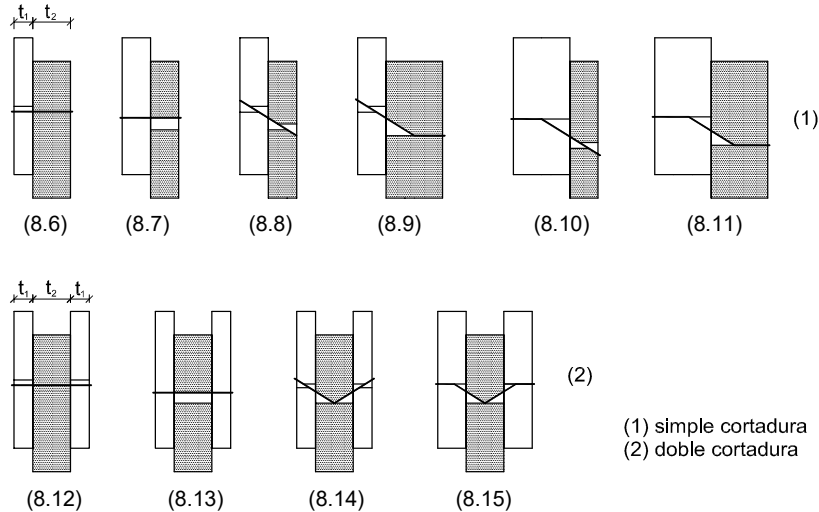 t₁ t₂
(1)
(8.6) (8.7) (8.8) (8.9) (8.10) (8.11)
t₁ t₂ t₁
(2)
(1) simple cortadura
(2) doble cortadura
(8.12) (8.13) (8.14) (8.15)